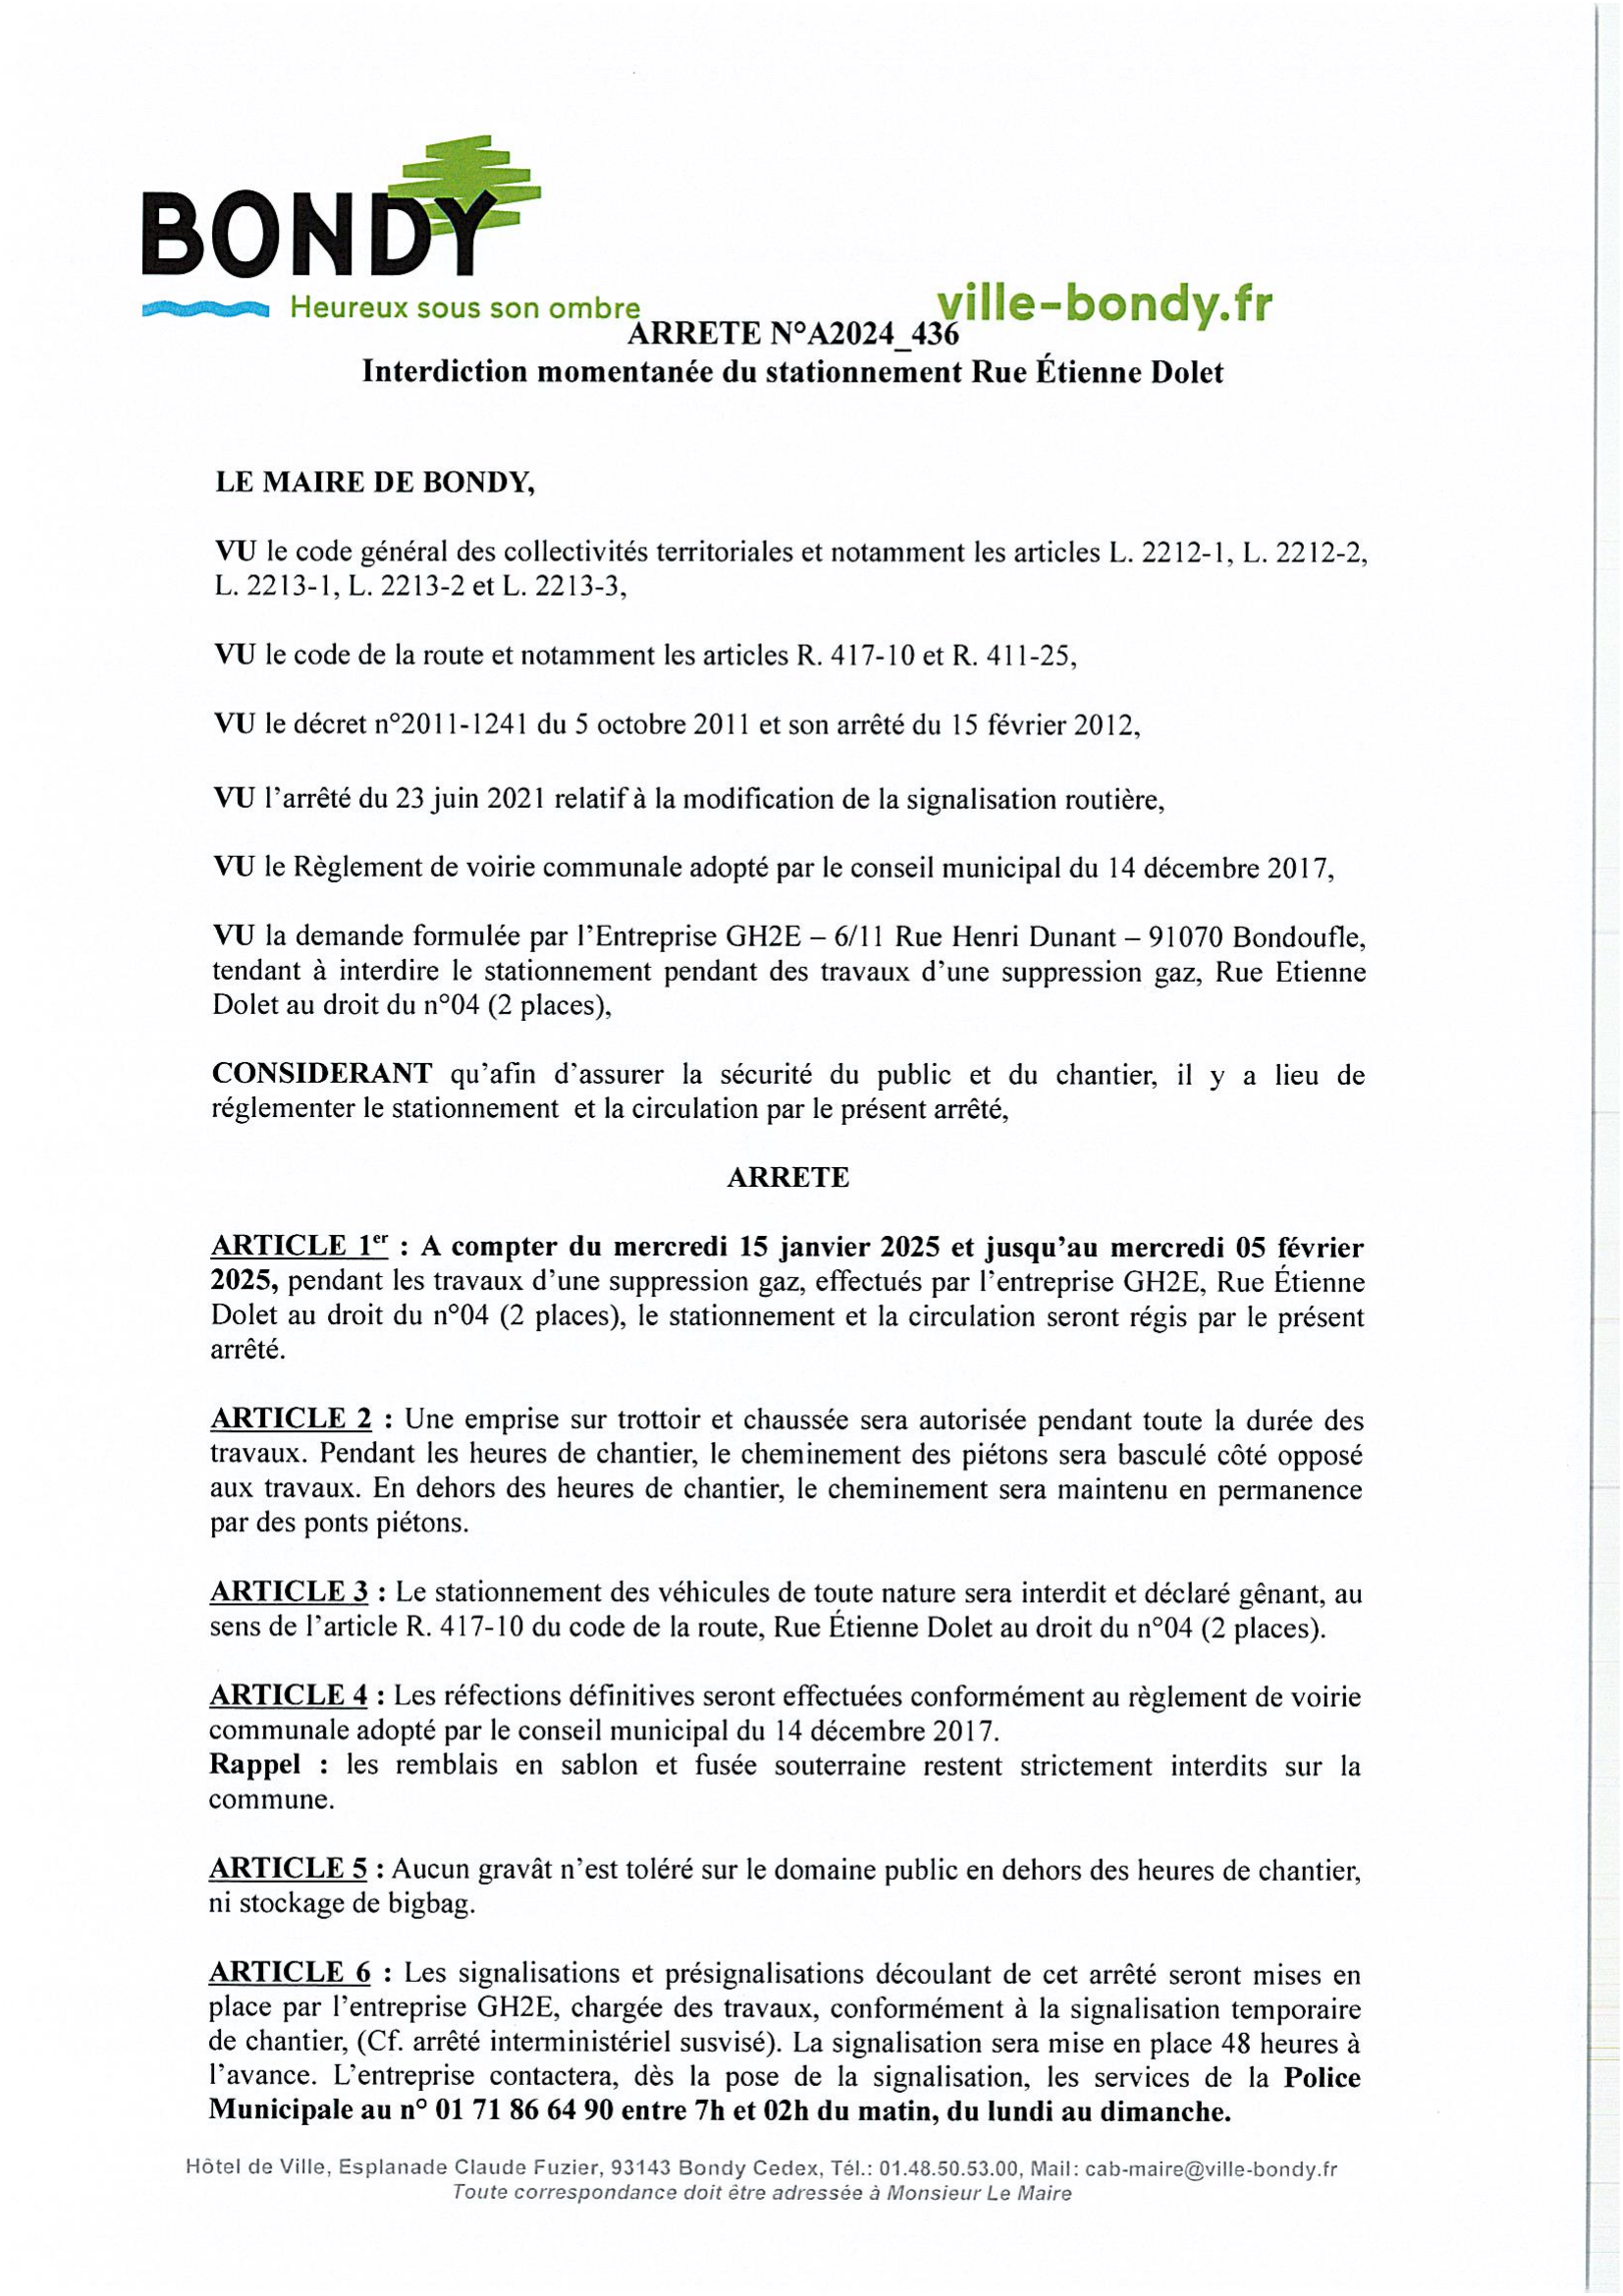 BONDY
Heureux sous son ombre
ville-bondy.fr
ARRETE N°A2024_436
Interdiction momentanée du stationnement Rue Étienne Dolet
LE MAIRE DE BONDY,
VU le code général des collectivités territoriales et notamment les articles L. 2212-1, L. 2212-2,
L. 2213-1, L. 2213-2 et L. 2213-3,
VU le code de la route et notamment les articles R. 417-10 et R. 411-25,
VU le décret n°2011-1241 du 5 octobre 2011 et son arrêté du 15 février 2012,
VU l'arrêté du 23 juin 2021 relatif à la modification de la signalisation routière,
VU le Règlement de voirie communale adopté par le conseil municipal du 14 décembre 2017,
VU la demande formulée par l'Entreprise GH2E – 6/11 Rue Henri Dunant – 91070 Bondoufle,
tendant à interdire le stationnement pendant des travaux d'une suppression gaz, Rue Etienne
Dolet au droit du n°04 (2 places),
CONSIDERANT qu'afin d'assurer la sécurité du public et du chantier, il y a lieu de
réglementer le stationnement et la circulation par le présent arrêté,
ARRETE
ARTICLE 1er : A compter du mercredi 15 janvier 2025 et jusqu'au mercredi 05 février
2025, pendant les travaux d'une suppression gaz, effectués par l'entreprise GH2E, Rue Étienne
Dolet au droit du n°04 (2 places), le stationnement et la circulation seront régis par le présent
arrêté.
ARTICLE 2 : Une emprise sur trottoir et chaussée sera autorisée pendant toute la durée des
travaux. Pendant les heures de chantier, le cheminement des piétons sera basculé côté opposé
aux travaux. En dehors des heures de chantier, le cheminement sera maintenu en permanence
par des ponts piétons.
ARTICLE 3 : Le stationnement des véhicules de toute nature sera interdit et déclaré gênant, au
sens de l'article R. 417-10 du code de la route, Rue Étienne Dolet au droit du n°04 (2 places).
ARTICLE 4 : Les réfections définitives seront effectuées conformément au règlement de voirie
communale adopté par le conseil municipal du 14 décembre 2017.
Rappel : les remblais en sablon et fusée souterraine restent strictement interdits sur la
commune.
ARTICLE 5 : Aucun gravât n'est toléré sur le domaine public en dehors des heures de chantier,
ni stockage de bigbag.
ARTICLE 6 : Les signalisations et présignalisations découlant de cet arrêté seront mises en
place par l'entreprise GH2E, chargée des travaux, conformément à la signalisation temporaire
de chantier, (Cf. arrêté interministériel susvisé). La signalisation sera mise en place 48 heures à
l'avance. L'entreprise contactera, dès la pose de la signalisation, les services de la Police
Municipale au n° 01 71 86 64 90 entre 7h et 02h du matin, du lundi au dimanche.
Hôtel de Ville, Esplanade Claude Fuzier, 93143 Bondy Cedex, Tél.: 01.48.50.53.00, Mail: cab-maire@ville-bondy.fr
Toute correspondance doit être adressée à Monsieur Le Maire